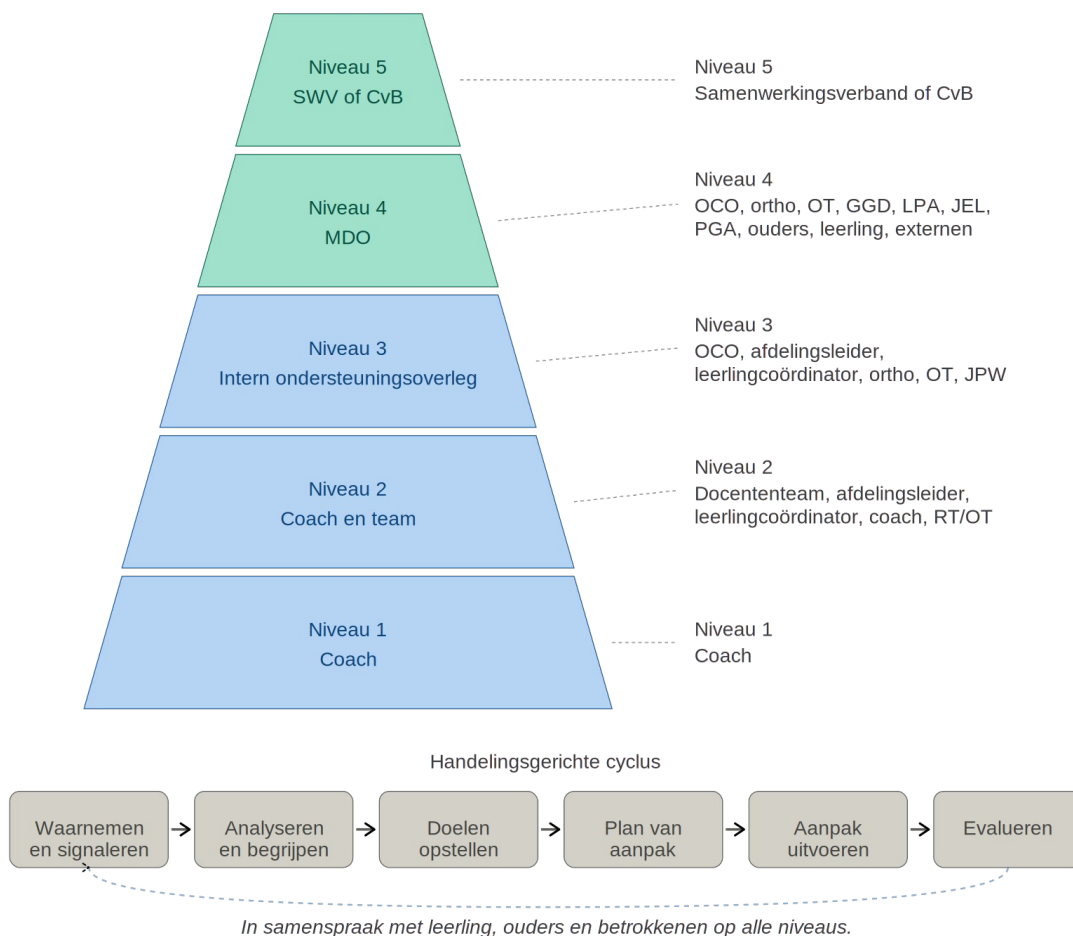 Niveau 5
SWV of CvB
Niveau 5
Samenwerkingsverband of CvB
Niveau 4
MDO
Niveau 4
OCO, ortho, OT, GGD, LPA, JEL,
PGA, ouders, leerling, externen
Niveau 3
Intern ondersteuningsoverleg
Niveau 3
OCO, afdelingsleider,
leerlingcoördinator, ortho, OT, JPW
Niveau 2
Coach en team
Niveau 2
Docententeam, afdelingsleider,
leerlingcoördinator, coach, RT/OT
Niveau 1
Coach
Niveau 1
Coach
Handelingsgerichte cyclus
Waarnemen
en signaleren
Analyseren
en begrijpen
Doelen
opstellen
Plan van
aanpak
Aanpak
uitvoeren
Evalueren
In samenspraak met leerling, ouders en betrokkenen op alle niveaus.